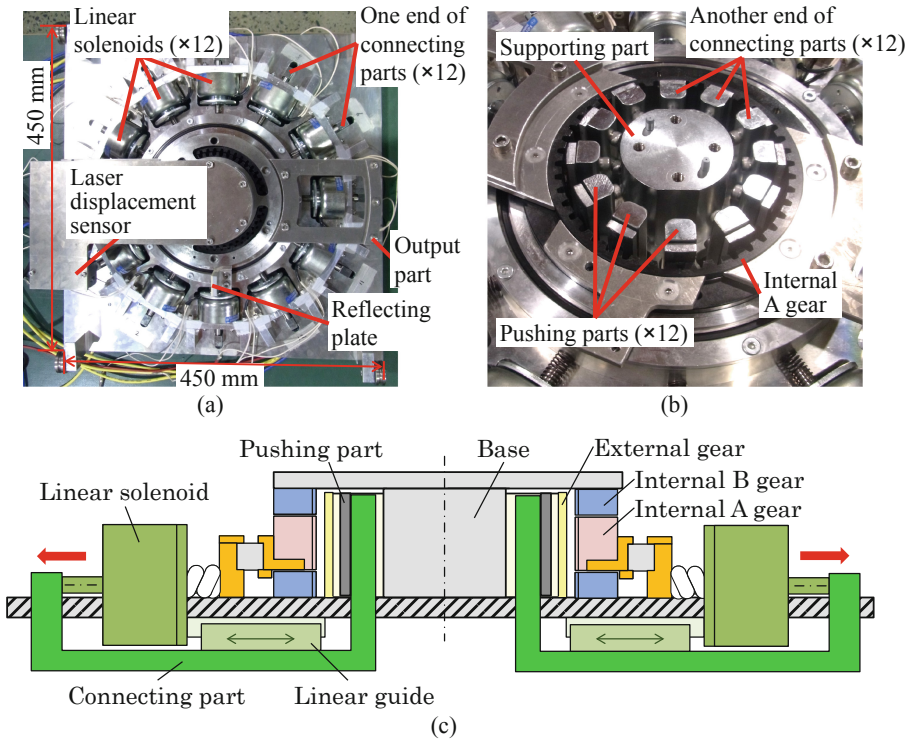 Linear
solenoids (×12)
One end of
connecting
parts (×12)
450 mm
Laser
displacement
sensor
Output
part
Reflecting
plate
450 mm
(a)
Another end of
connecting parts (×12)
Supporting part
Internal
A gear
Pushing parts (×12)
(b)
Pushing part
Base
External gear
Linear solenoid
Internal B gear
Internal A gear
Connecting part
Linear guide
(c)